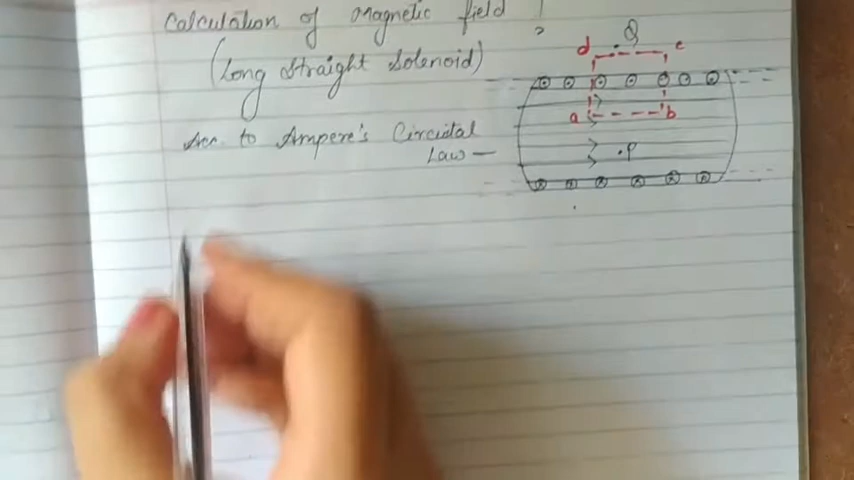 Calculation of Magnetic field
(Long Straight Solenoid)
Acc. to Ampere's Circuital
Law —
Q
d
c
a
b
.P